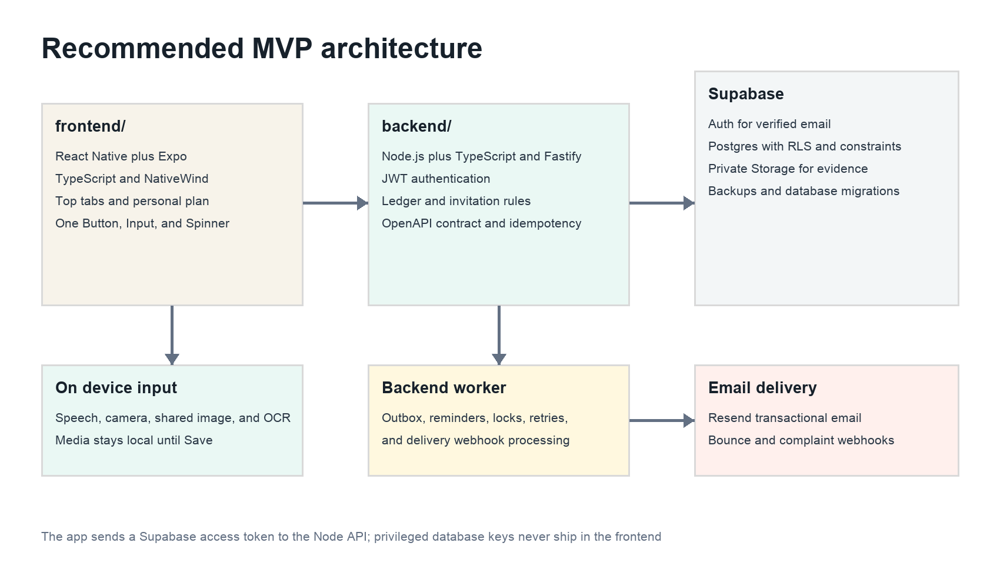 Recommended MVP architecture
frontend/
React Native plus Expo
TypeScript and NativeWind
Top tabs and personal plan
One Button, Input, and Spinner
backend/
Node.js plus TypeScript and Fastify
JWT authentication
Ledger and invitation rules
OpenAPI contract and idempotency
Supabase
Auth for verified email
Postgres with RLS and constraints
Private Storage for evidence
Backups and database migrations
On device input
Speech, camera, shared image, and OCR
Media stays local until Save
Backend worker
Outbox, reminders, locks, retries,
and delivery webhook processing
Email delivery
Resend transactional email
Bounce and complaint webhooks
The app sends a Supabase access token to the Node API; privileged database keys never ship in the frontend